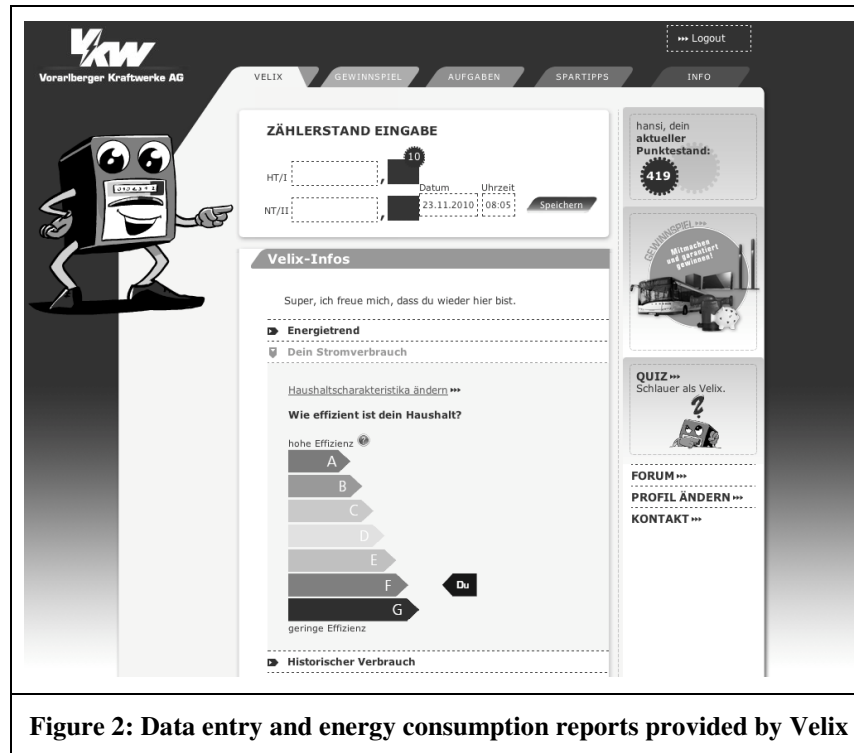 VKW
Vorarlberger Kraftwerke AG
Logout
VELIX GEWINNSPIEL AUFGABEN SPARTIPPS INFO
ZÄHLERSTAND EINGABE
10
HT/I ,
Datum Uhrzeit
NT/II , 23.11.2010 08:05 Speichern
hansi, dein
aktueller
Punktestand:
419
GEWINNSPIEL
Mitmachen
und garantiert
gewinnen!
Velix-Infos
Super, ich freue mich, dass du wieder hier bist.
Energietrend
Dein Stromverbrauch
Haushaltscharakteristika ändern
Wie effizient ist dein Haushalt?
hohe Effizienz ?
A
B
C
D
E
F Du
G
geringe Effizienz
Historischer Verbrauch
QUIZ
Schlauer als Velix.
?
FORUM
PROFIL ÄNDERN
KONTAKT
Figure 2: Data entry and energy consumption reports provided by Velix